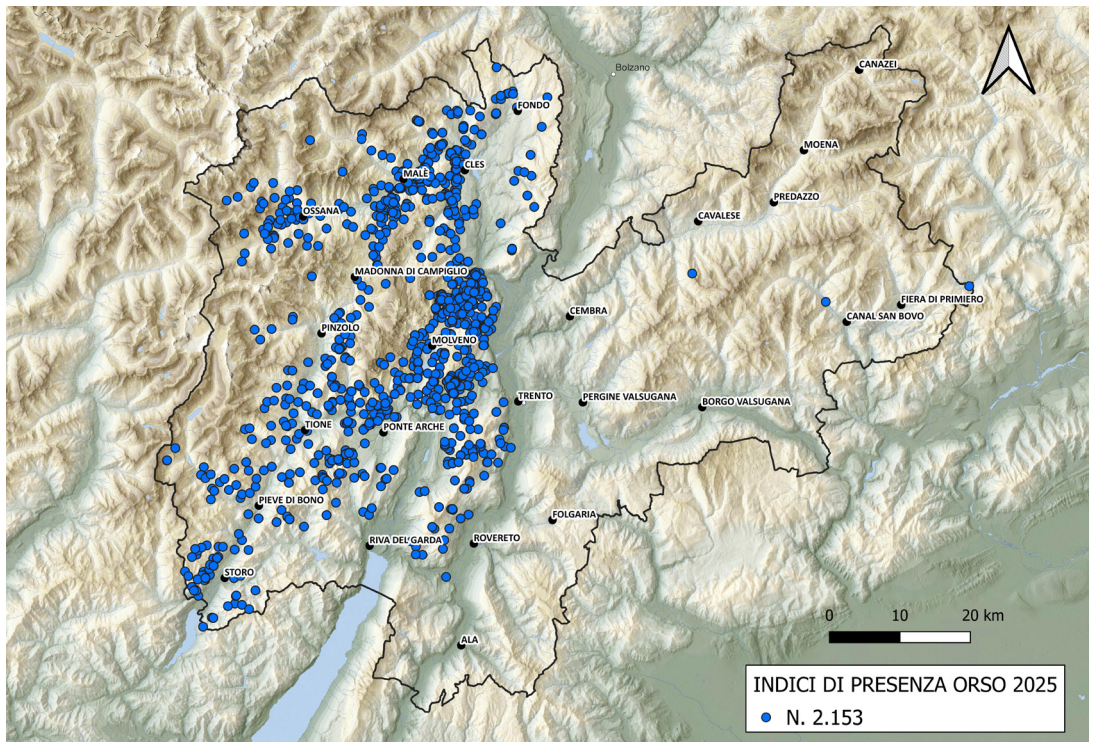 Bolzano
CANAZEI
FONDO
MOENA
CLES
MALÈ
PREDAZZO
OSSANA
CAVALESE
MADONNA DI CAMPIGLIO
FIERA DI PRIMIERO
CEMBRA
CANAL SAN BOVO
PINZOLO
MOLVENO
TRENTO
PERGINE VALSUGANA
BORGO VALSUGANA
TIONE
PONTE ARCHE
PIEVE DI BONO
FOLGARIA
RIVA DEL GARDA
ROVERETO
STORO
0 10 20 km
ALA
INDICI DI PRESENZA ORSO 2025
N. 2.153